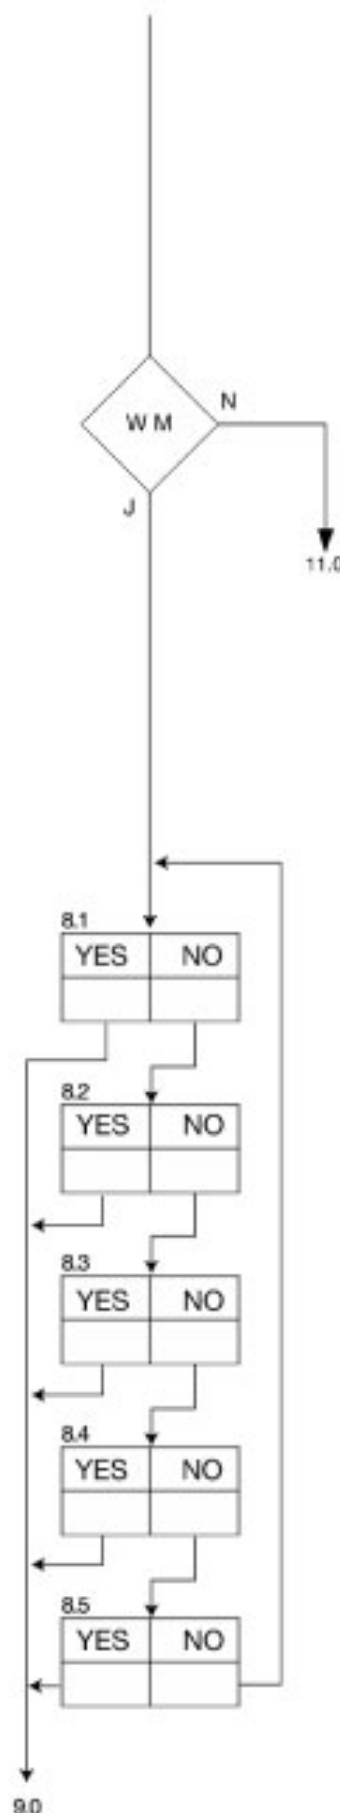 N
W M
J
11.0
8.1
YES NO
8.2
YES NO
8.3
YES NO
8.4
YES NO
8.5
YES NO
9.0